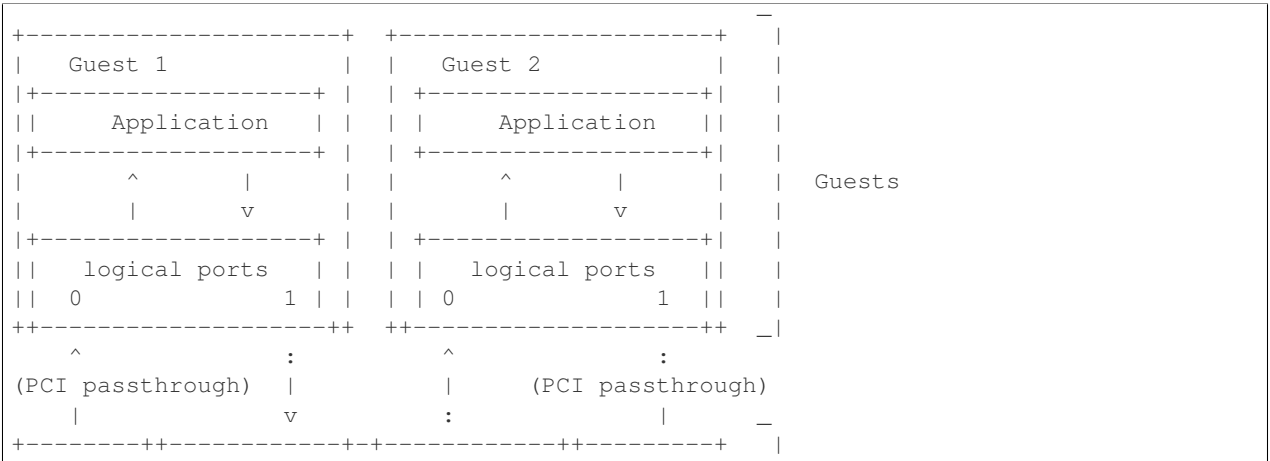 _
+----------------------+  +----------------------+   |
|   Guest 1            |  |   Guest 2            |   |
|+-------------------+ |  | +-------------------+|   |
||     Application   | |  | |     Application   ||   |
|+-------------------+ |  | +-------------------+|   |
|       ^       |      |  |       ^       |      |   |  Guests
|       |       v      |  |       |       v      |   |
|+-------------------+ |  | +-------------------+|   |
||   logical ports   | |  | |   logical ports   ||   |
||  0              1 | |  | | 0              1  ||   |
++--------------------++  ++--------------------++  _|
    ^              :          ^              :
(PCI passthrough)  |          |     (PCI passthrough)
    |              v          :              |      _
+--------++------------+-+------------++---------+   |